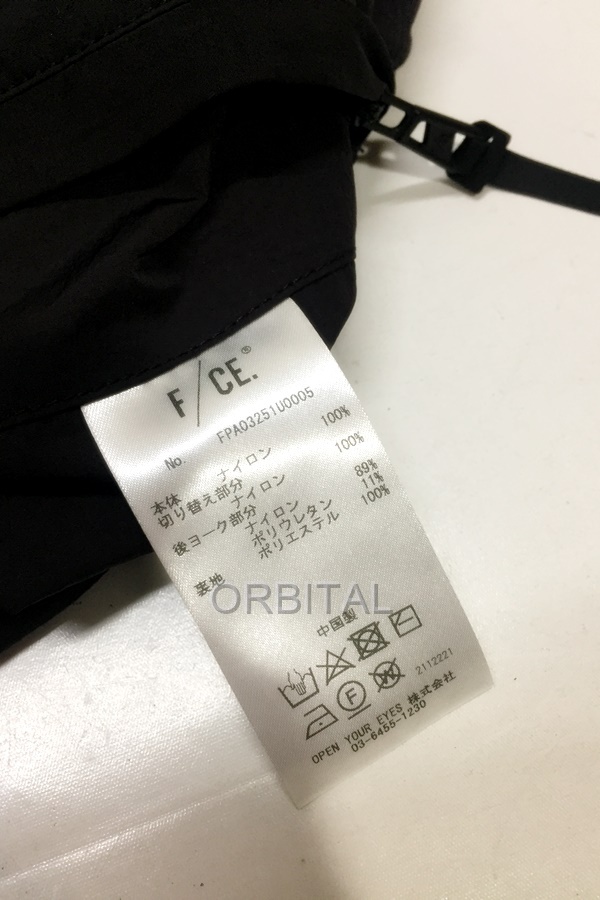 F/CE.®
No. FPA03251U0005
本体 ナイロン 100%
切り替え部分 ナイロン 100%
後ヨーク部分 ナイロン 89%
ポリウレタン 11%
裏地 ポリエステル 100%
ORBITAL
中国製
F
W
2112221
OPEN YOUR EYES 株式会社
03-6455-1230